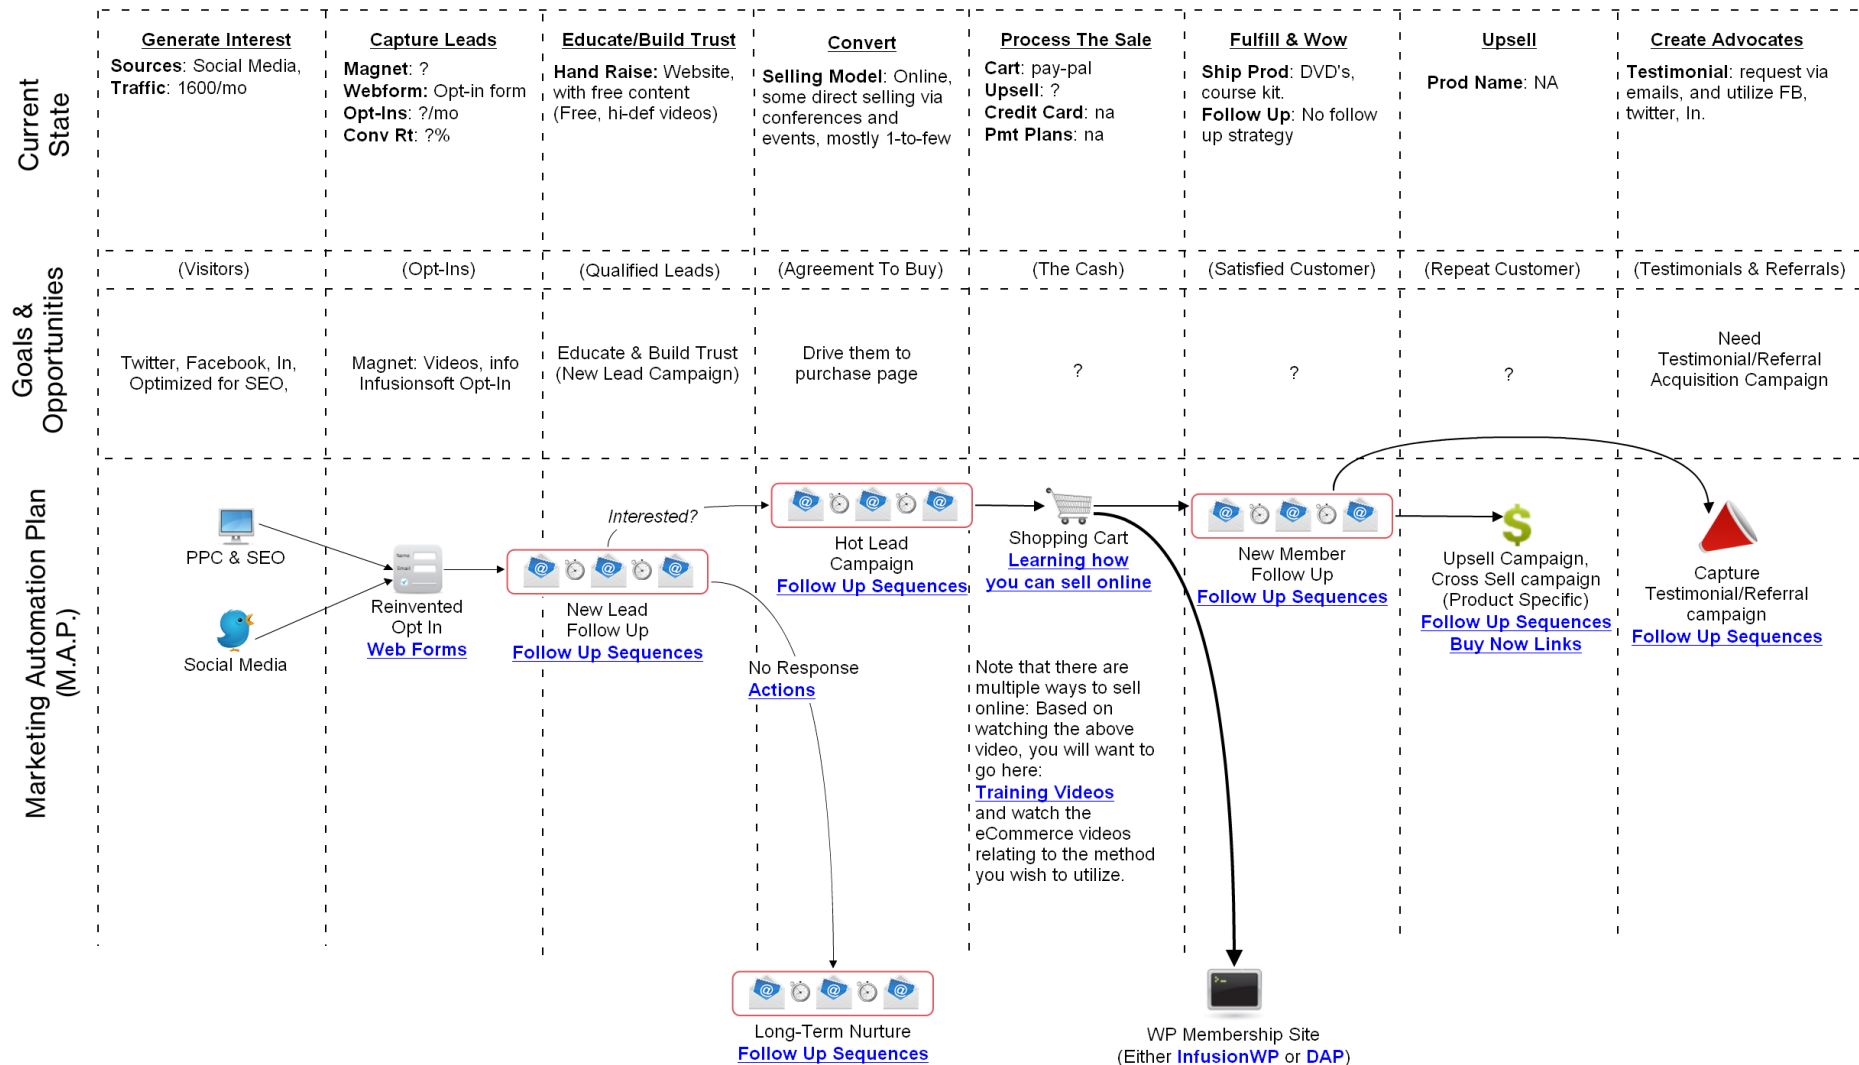 Current
State
Generate Interest
Sources: Social Media,
Traffic: 1600/mo
Capture Leads
Magnet: ?
Webform: Opt-in form
Opt-Ins: ?/mo
Conv Rt: ?%
Educate/Build Trust
Hand Raise: Website,
with free content
(Free, hi-def videos)
Convert
Selling Model: Online,
some direct selling via
conferences and
events, mostly 1-to-few
Process The Sale
Cart: pay-pal
Upsell: ?
Credit Card: na
Pmt Plans: na
Fulfill & Wow
Ship Prod: DVD's,
course kit.
Follow Up: No follow
up strategy
Upsell
Prod Name: NA
Create Advocates
Testimonial: request via
emails, and utilize FB,
twitter, In.
Goals &
Opportunities
(Visitors)
(Opt-Ins)
(Qualified Leads)
(Agreement To Buy)
(The Cash)
(Satisfied Customer)
(Repeat Customer)
(Testimonials & Referrals)
Twitter, Facebook, In,
Optimized for SEO,
Magnet: Videos, info
Infusionsoft Opt-In
Educate & Build Trust
(New Lead Campaign)
Drive them to
purchase page
?
?
?
Need
Testimonial/Referral
Acquisition Campaign
Marketing Automation Plan
(M.A.P.)
PPC & SEO
Social Media
Name
Email
Reinvented
Opt In
Web Forms
Interested?
New Lead
Follow Up
Follow Up Sequences
No Response
Actions
Hot Lead
Campaign
Follow Up Sequences
Shopping Cart
Learning how
you can sell online
Note that there are
multiple ways to sell
online: Based on
watching the above
video, you will want to
go here:
Training Videos
and watch the
eCommerce videos
relating to the method
you wish to utilize.
New Member
Follow Up
Follow Up Sequences
Upsell Campaign,
Cross Sell campaign
(Product Specific)
Follow Up Sequences
Buy Now Links
Capture
Testimonial/Referral
campaign
Follow Up Sequences
Long-Term Nurture
Follow Up Sequences
WP Membership Site
(Either InfusionWP or DAP)